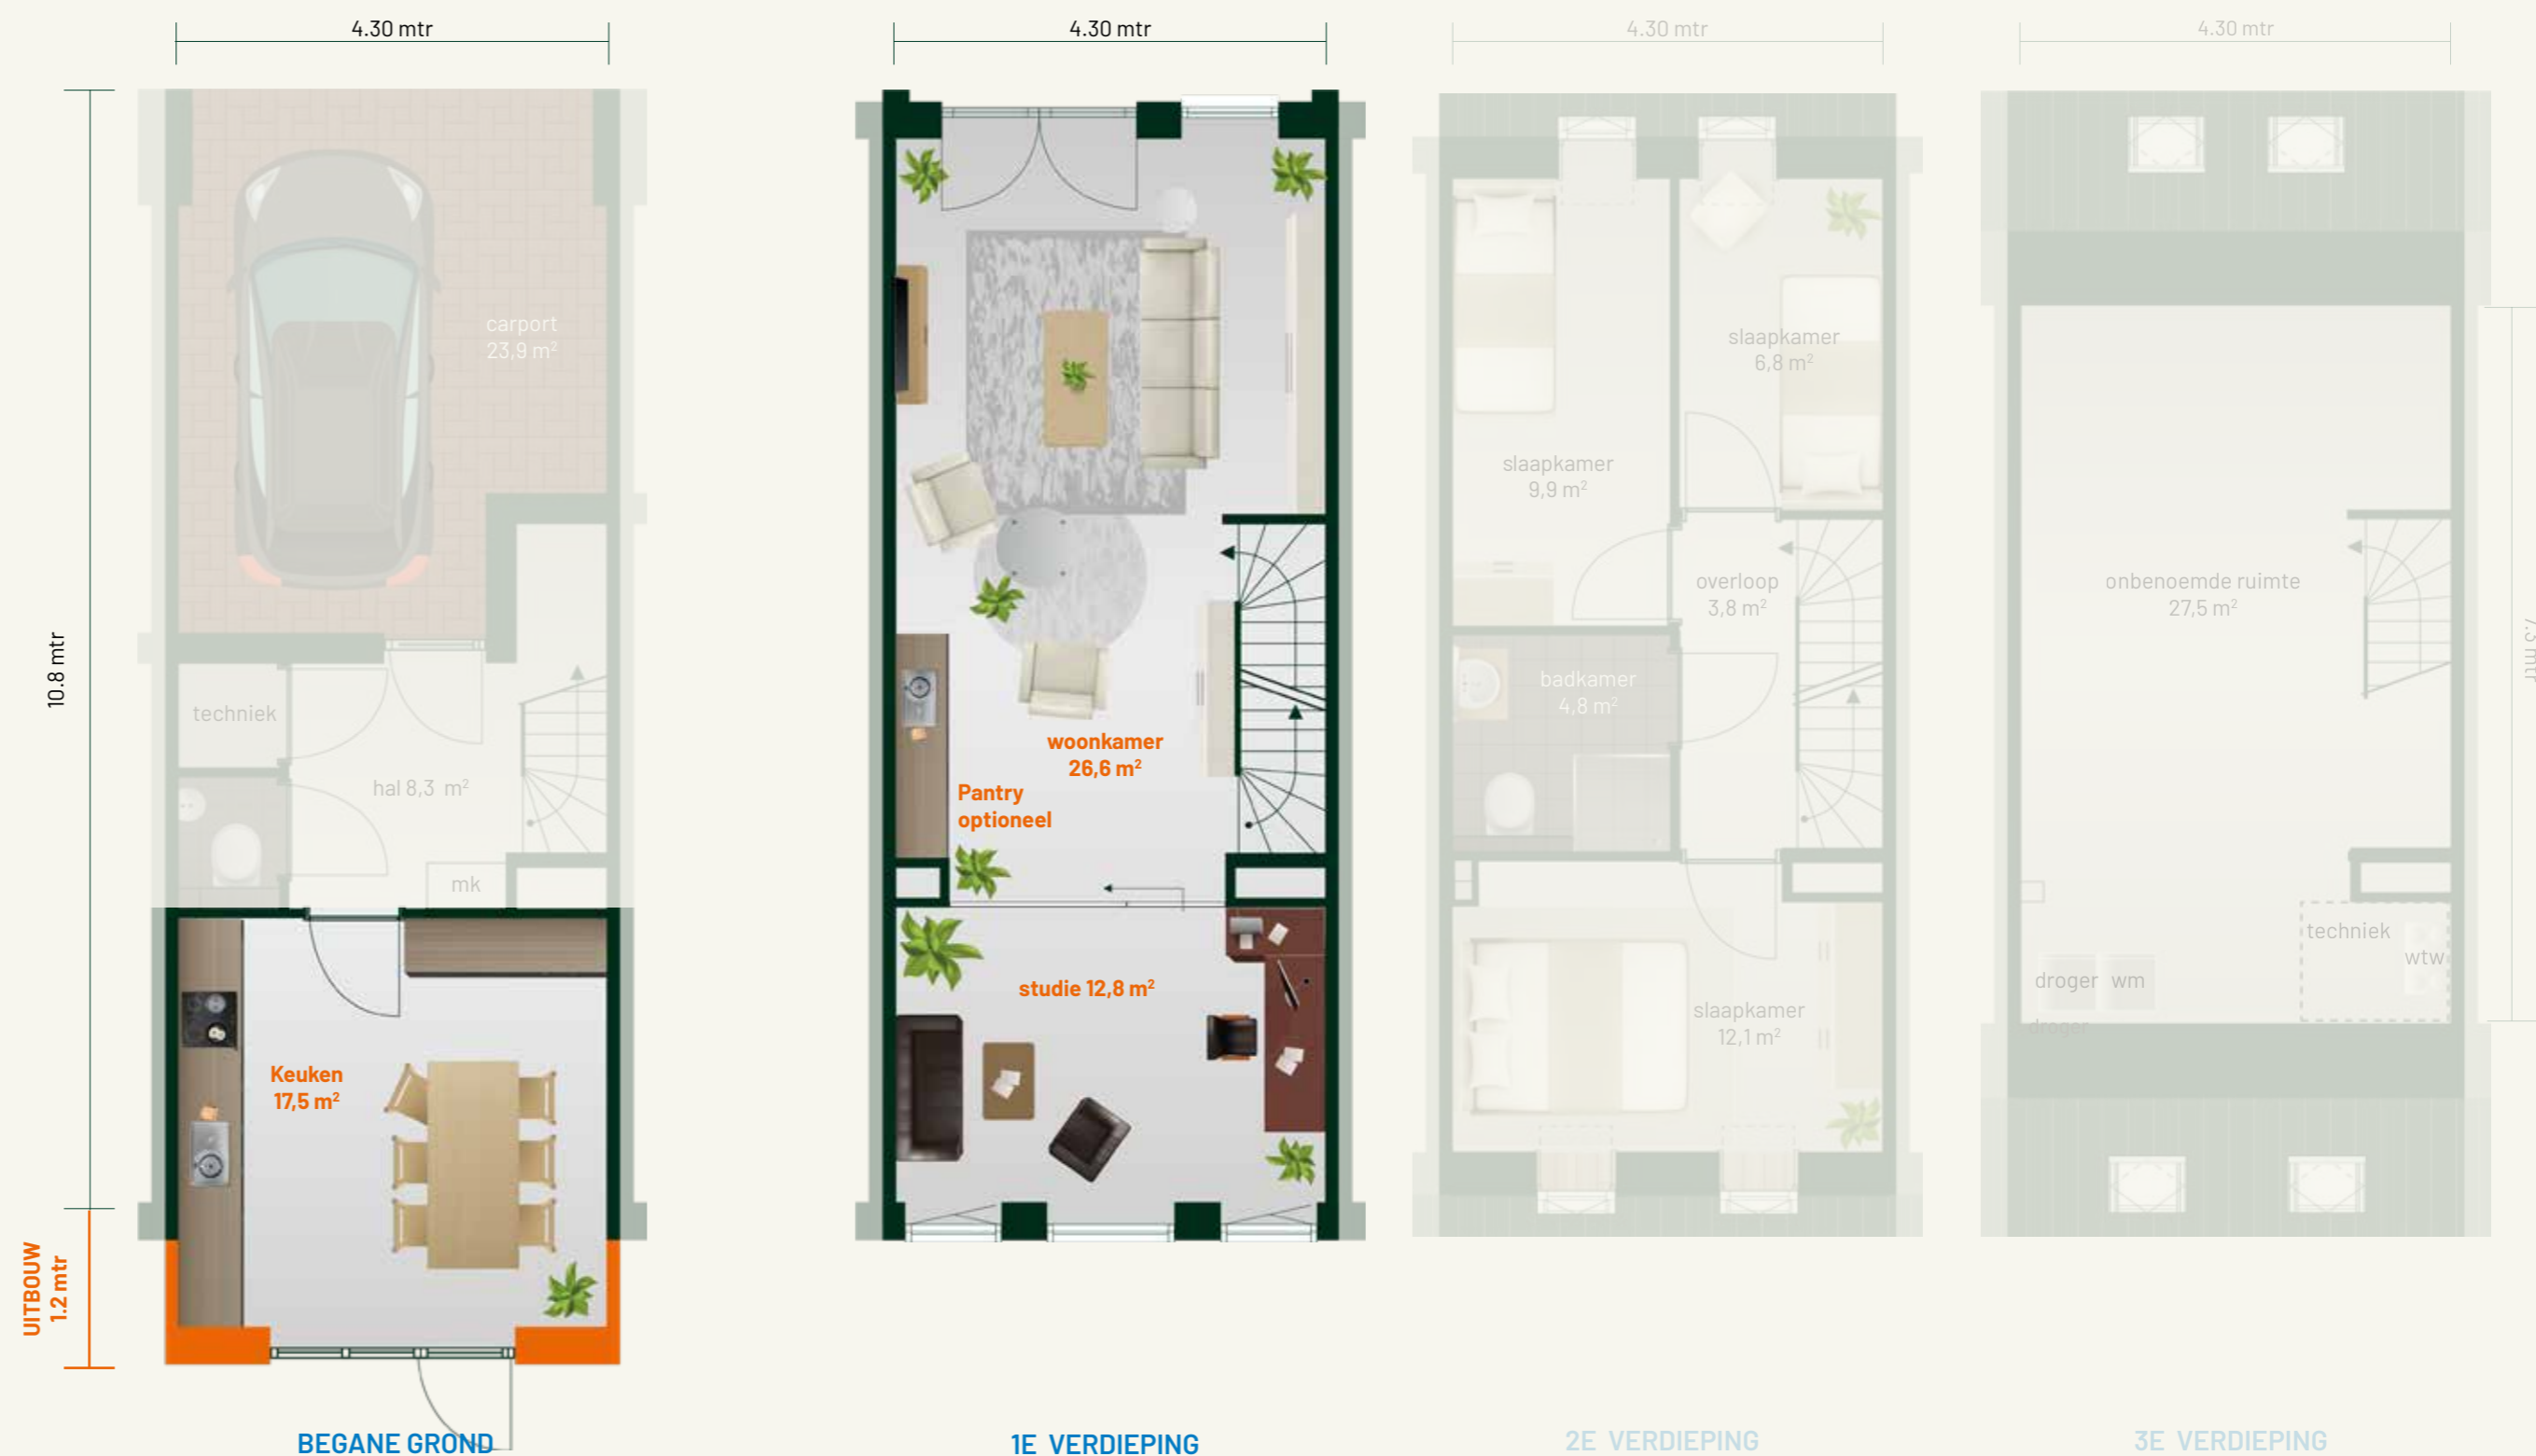 4.30 mtr
4.30 mtr
4.30 mtr
4.30 mtr
10.8 mtr
UITBOUW
1.2 mtr
carport
23,9 m²
techniek
hal 8,3 m²
mk
Keuken
17,5 m²
BEGANE GROND
woonkamer
26,6 m²
Pantry
optioneel
studie 12,8 m²
1E VERDIEPING
slaapkamer
6,8 m²
slaapkamer
9,9 m²
overloop
3,8 m²
badkamer
4,8 m²
slaapkamer
12,1 m²
2E VERDIEPING
onbenoemde ruimte
27,5 m²
7.3 mtr
techniek
wtw
droger wm
droger
3E VERDIEPING